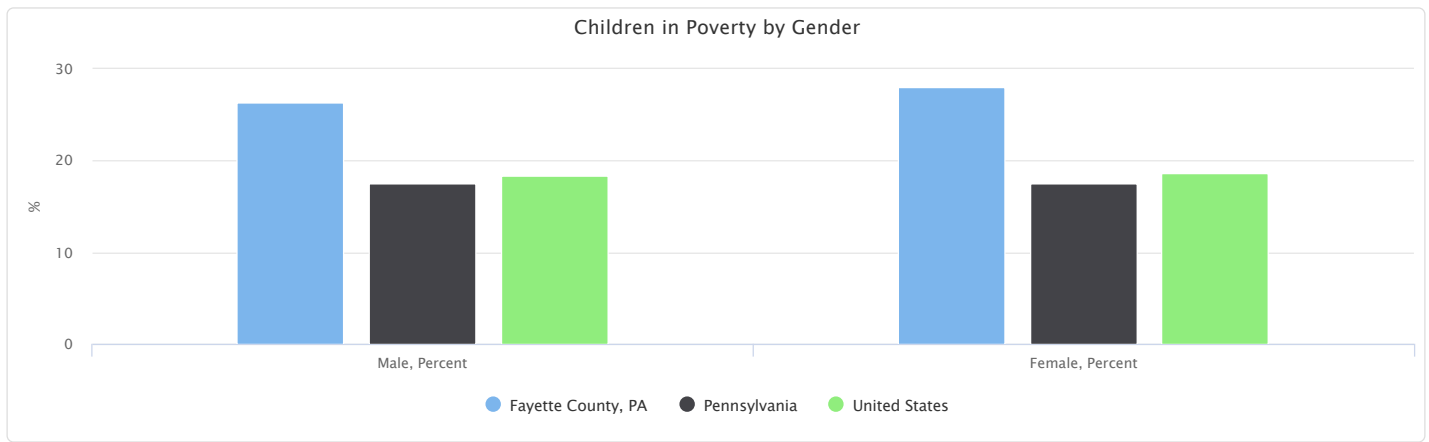 Children in Poverty by Gender
30
20
10
0
%
Male, Percent
Female, Percent
Fayette County, PA
Pennsylvania
United States